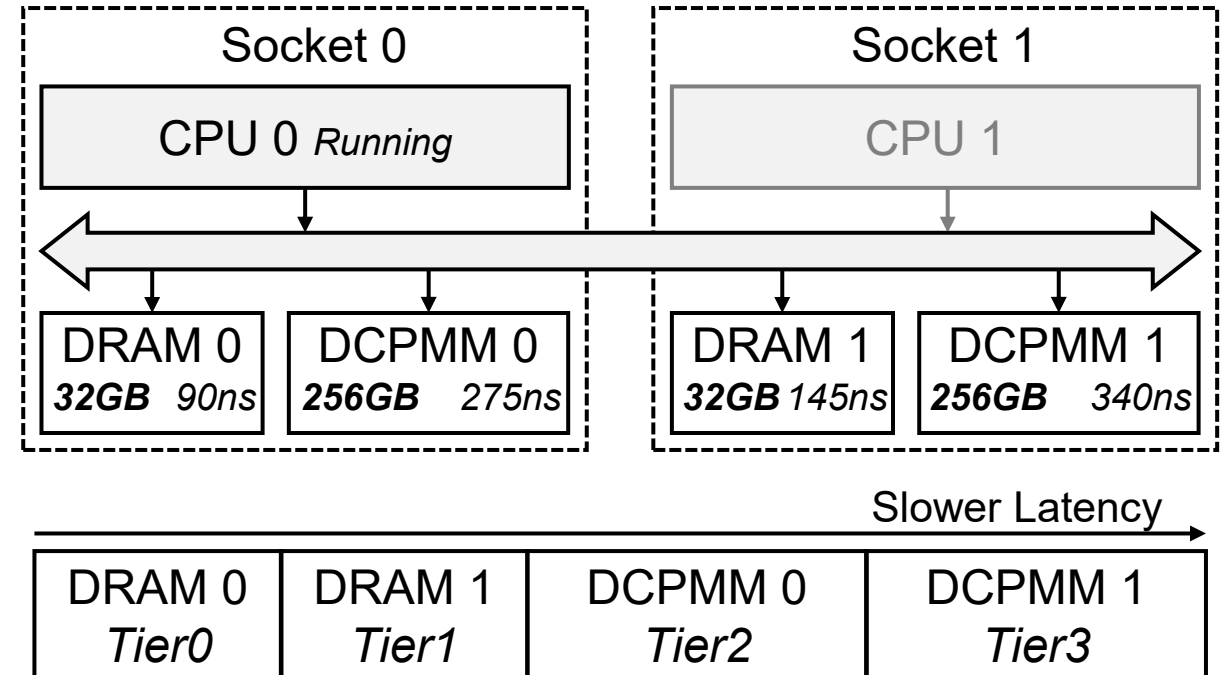 Socket 0
Socket 1
CPU 0 Running
CPU 1
DRAM 0
32GB 90ns
DCPMM 0
256GB 275ns
DRAM 1
32GB 145ns
DCPMM 1
256GB 340ns
Slower Latency
DRAM 0
Tier0
DRAM 1
Tier1
DCPMM 0
Tier2
DCPMM 1
Tier3